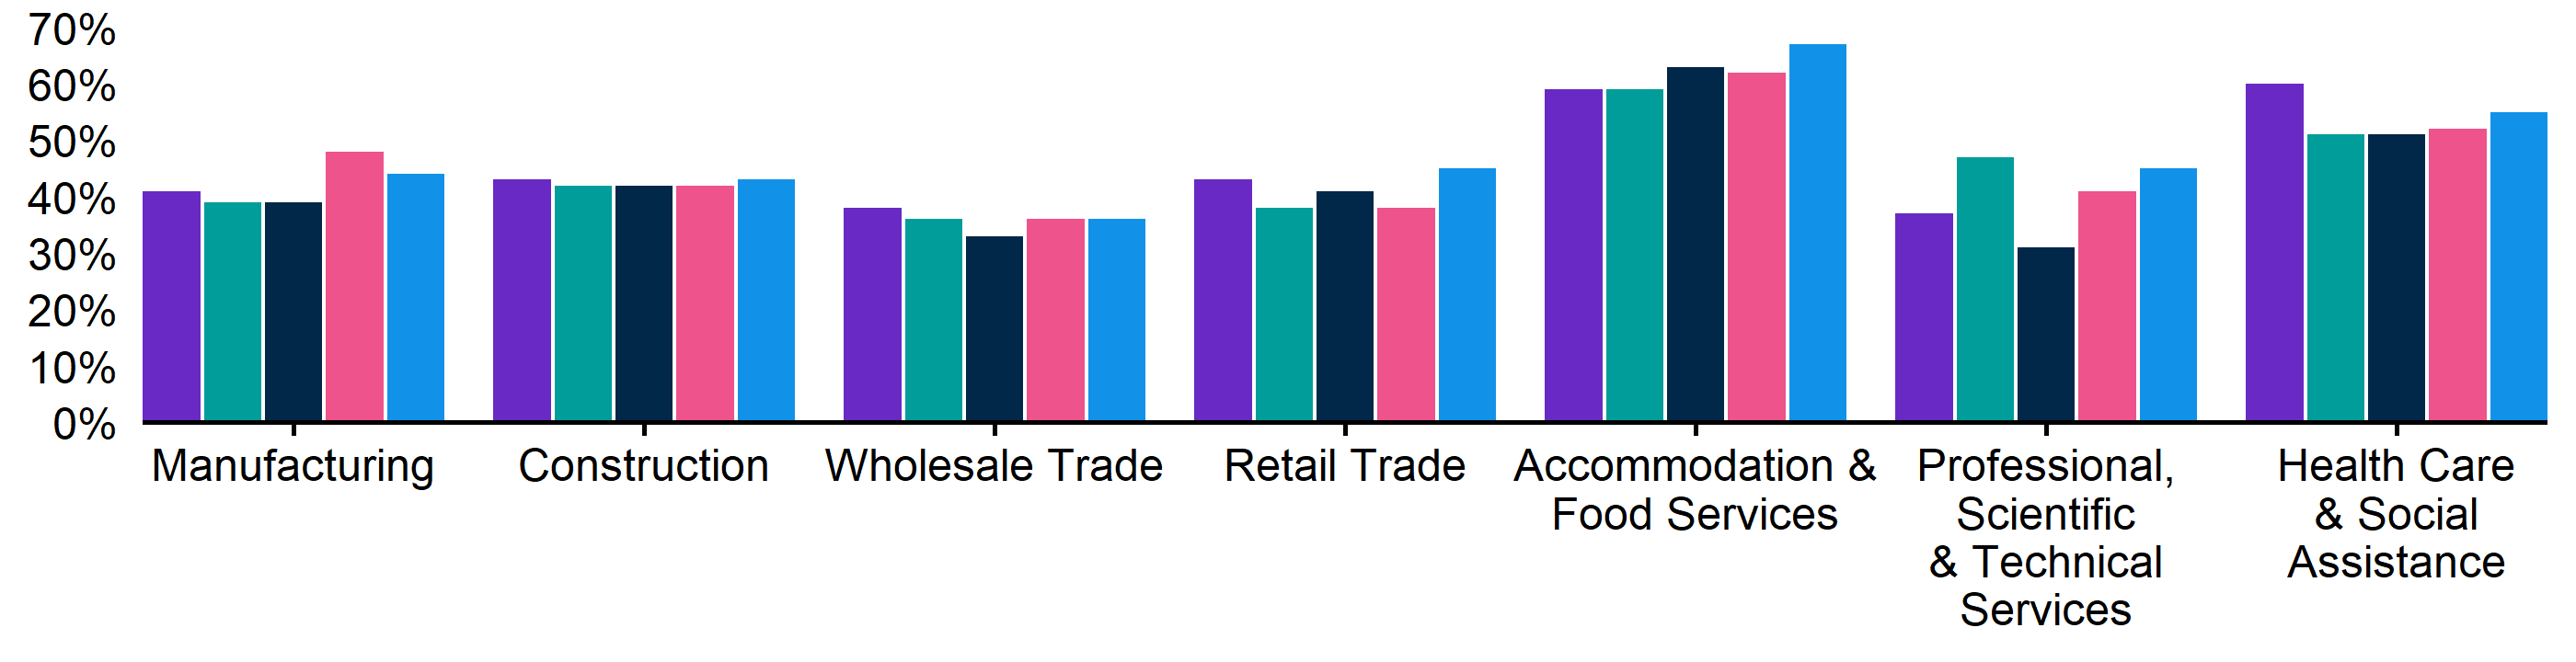 70%
60%
50%
40%
30%
20%
10%
0%
Manufacturing
Construction
Wholesale Trade
Retail Trade
Accommodation &
Food Services
Professional,
Scientific
& Technical
Services
Health Care
& Social
Assistance